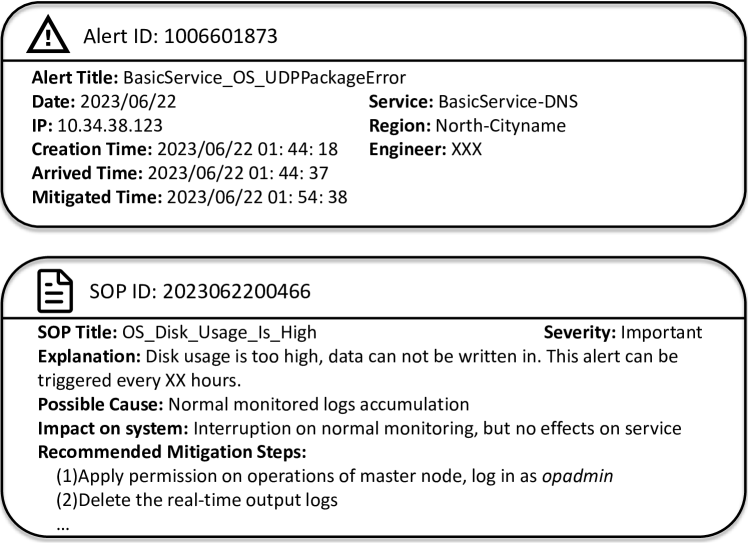 Alert ID: 1006601873
Alert Title: BasicService_OS_UDPPackageError
Date: 2023/06/22 Service: BasicService-DNS
IP: 10.34.38.123 Region: North-Cityname
Creation Time: 2023/06/22 01: 44: 18 Engineer: XXX
Arrived Time: 2023/06/22 01: 44: 37
Mitigated Time: 2023/06/22 01: 54: 38
SOP ID: 2023062200466
SOP Title: OS_Disk_Usage_Is_High Severity: Important
Explanation: Disk usage is too high, data can not be written in. This alert can be
triggered every XX hours.
Possible Cause: Normal monitored logs accumulation
Impact on system: Interruption on normal monitoring, but no effects on service
Recommended Mitigation Steps:
(1)Apply permission on operations of master node, log in as opadmin
(2)Delete the real-time output logs
...